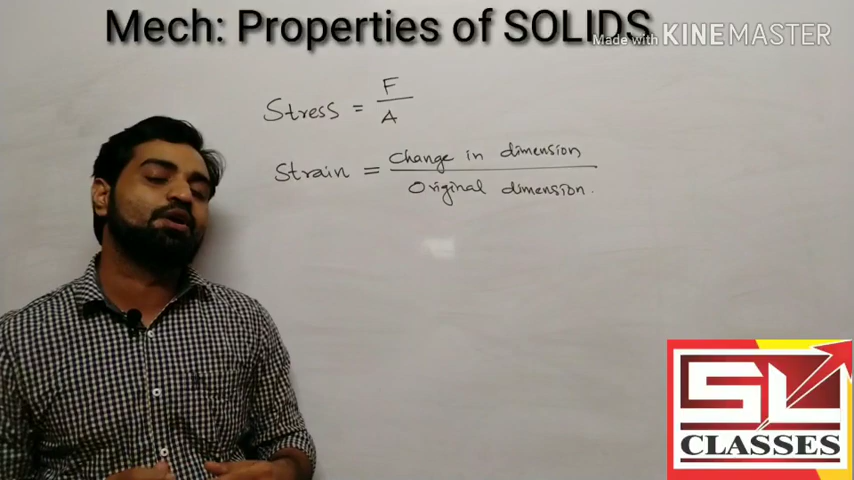 Mech: Properties of SOLIDS
Made with KINEMASTER
Stress = F/A
Strain = Change in dimension / Original dimension.
SL
CLASSES